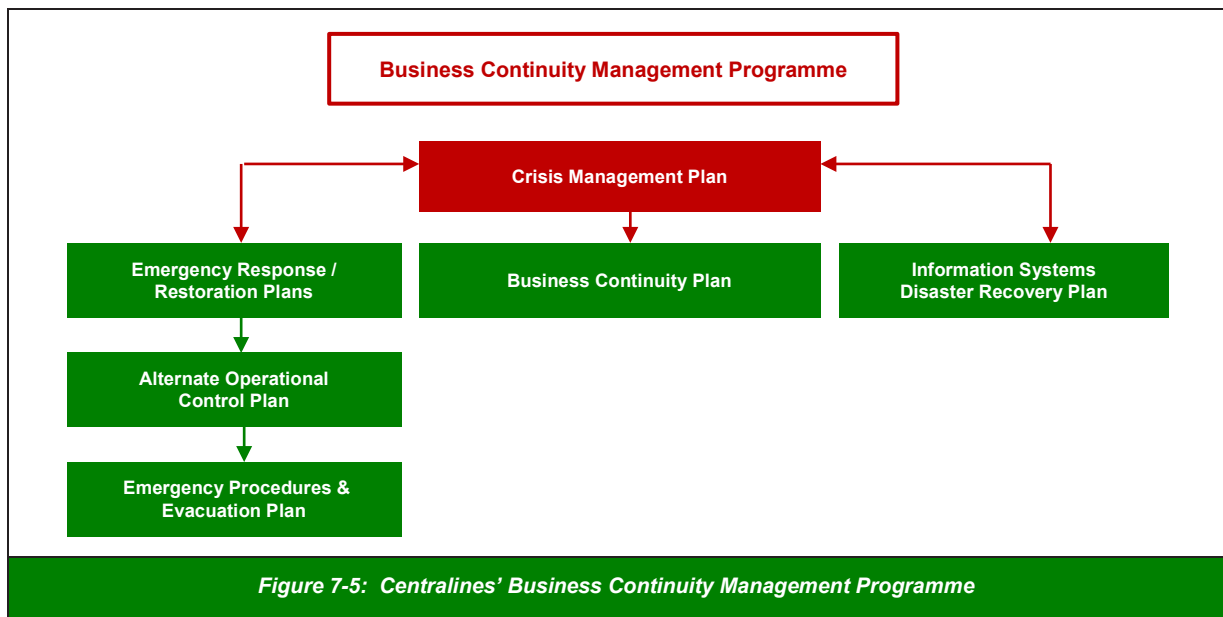 Business Continuity Management Programme
Crisis Management Plan
Emergency Response /
Restoration Plans
Business Continuity Plan
Information Systems
Disaster Recovery Plan
Alternate Operational
Control Plan
Emergency Procedures &
Evacuation Plan
Figure 7-5: Centralines’ Business Continuity Management Programme